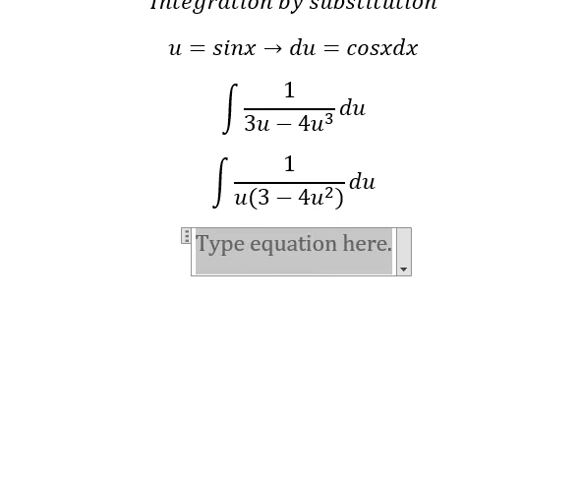 Integration by substitution
u = sinx → du = cosxdx
∫ 1/(3u − 4u³) du
∫ 1/(u(3 − 4u²)) du
Type equation here.